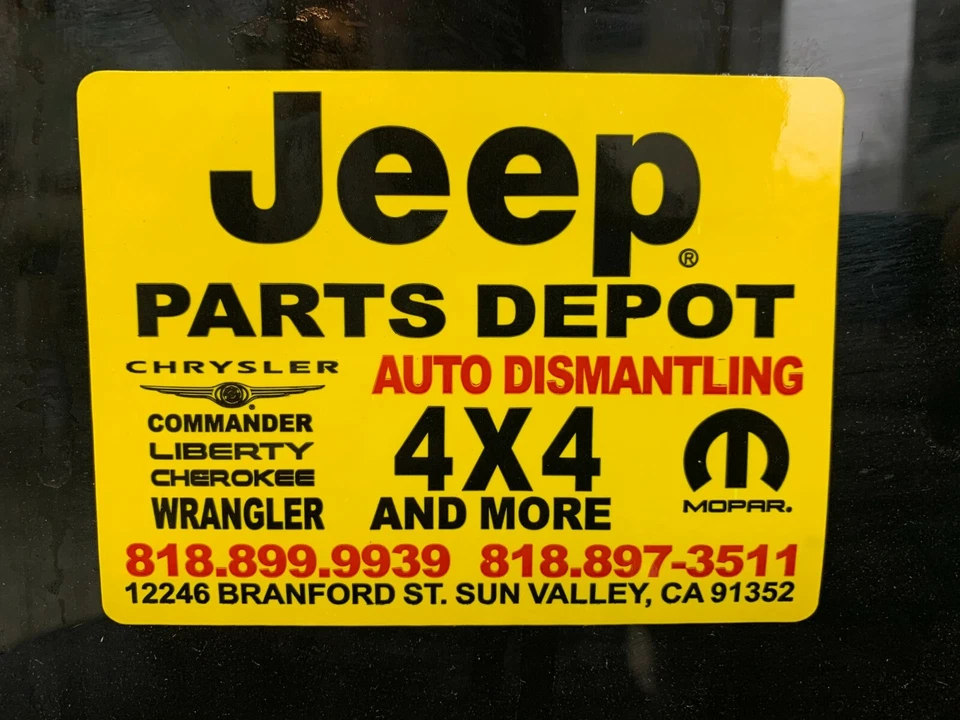 Jeep®
PARTS DEPOT
CHRYSLER
AUTO DISMANTLING
COMMANDER
LIBERTY
CHEROKEE
WRANGLER
4X4
AND MORE
MOPAR.
818.899.9939 818.897-3511
12246 BRANFORD ST. SUN VALLEY, CA 91352